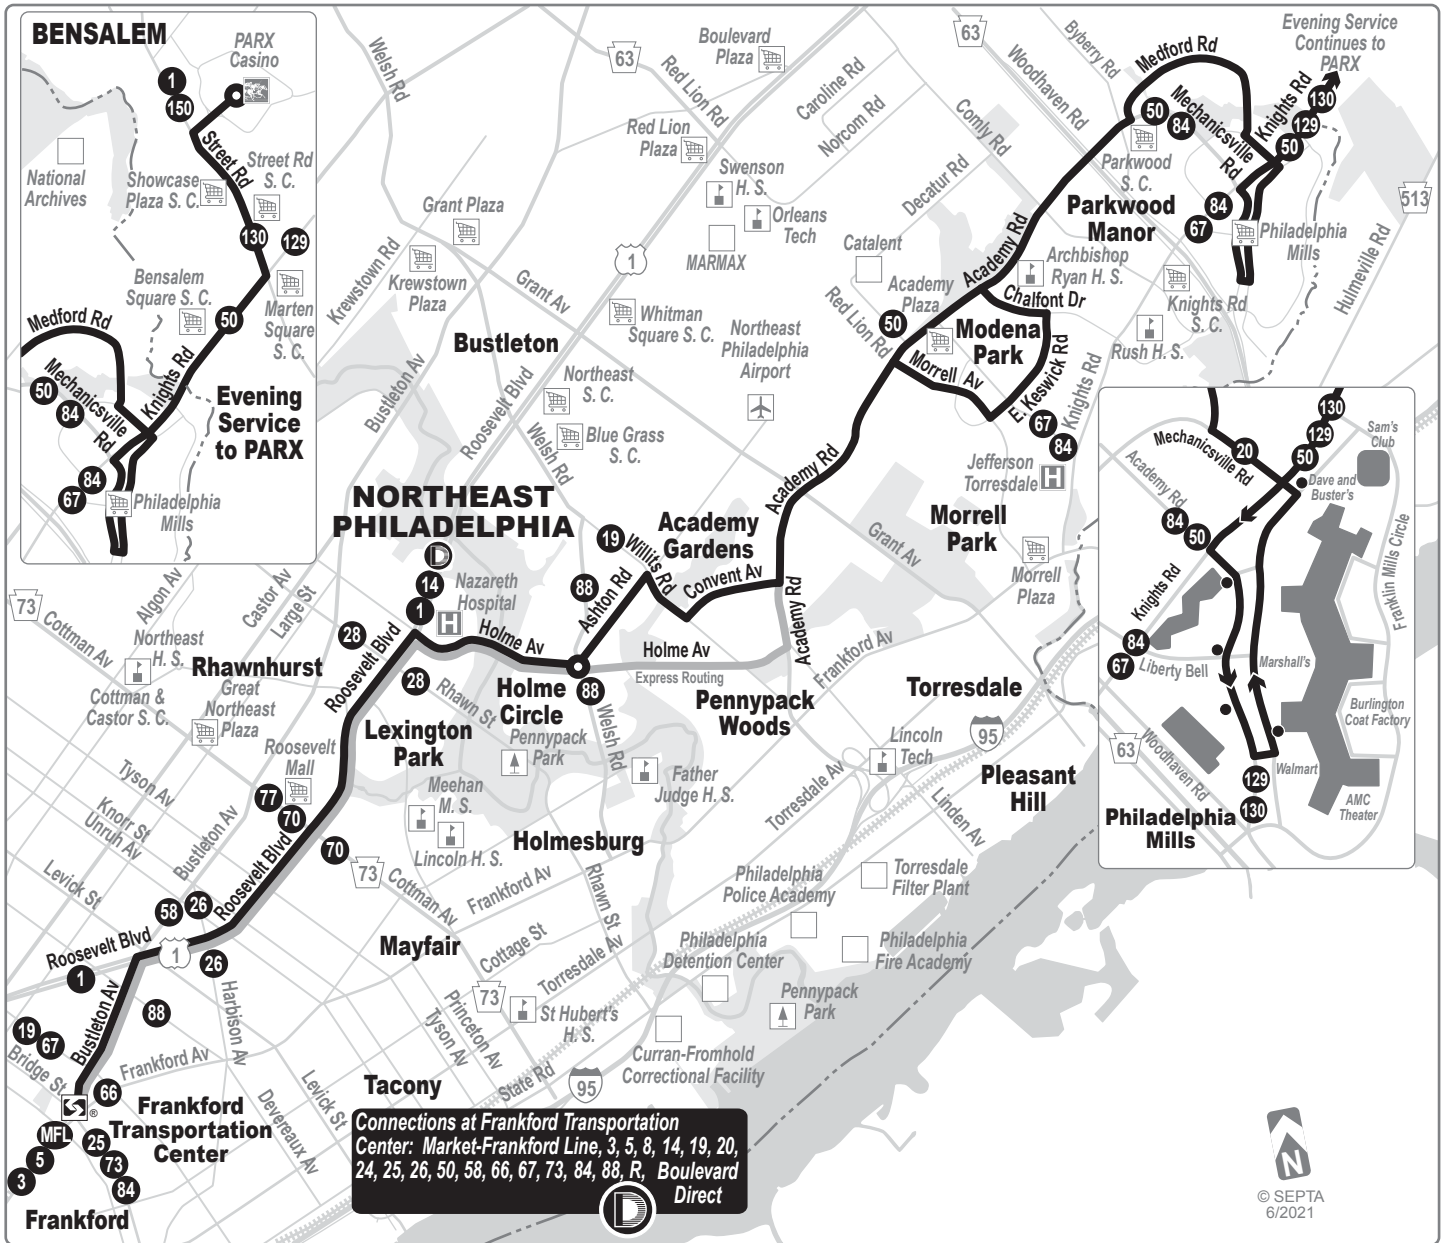 BENSALEM
PARX
Casino
1
150
Street Rd
National
Archives
Showcase
Plaza S. C.
Street Rd
S. C.
130
129
Bensalem
Square S. C.
Marten
Square
S. C.
50
Medford Rd
Knights Rd
50
84
Mechanicsville
Rd
84
67
Evening
Service
to PARX
Philadelphia
Mills
Welsh Rd
63
Red Lion Rd
Boulevard
Plaza
Caroline Rd
Norcom Rd
Red Lion
Plaza
Swenson
H. S.
Orleans
Tech
MARMAX
63
Byberry Rd
Woodhaven Rd
Comly Rd
Decatur Rd
Medford Rd
Evening Service
Continues to
PARX
Knights Rd
130
129
50
50
84
Mechanicsville
Rd
Parkwood
S. C.
Parkwood
Manor
84
67
Philadelphia
Mills
513
Hulmeville Rd
Grant Plaza
Krewstown Rd
Krewstown
Plaza
Grant Av
1
Whitman
Square S. C.
Catalent
Red Lion Rd
Academy
Plaza
Academy Rd
Archbishop
Ryan H. S.
Chalfont Dr
Knights Rd
S. C.
Rush H. S.
50
Modena
Park
Morrell Av
E. Keswick Rd
Knights Rd
67
84
Jefferson
Torresdale
Bustleton
Bustleton Av
Roosevelt Blvd
Northeast
S. C.
Welsh Rd
Blue Grass
S. C.
Northeast
Philadelphia
Airport
Academy Rd
NORTHEAST
PHILADELPHIA
14
1
Nazareth
Hospital
19
Willits Rd
Academy
Gardens
Convent Av
88
Ashton Rd
Morrell
Park
Grant Av
Morrell
Plaza
130
129
50
20
Mechanicsville Rd
Sam's
Club
Dave and
Buster's
Academy Rd
84
50
Knights Rd
84
67
Liberty Bell
Marshall's
Franklin Mills Circle
Burlington
Coat Factory
63
Woodhaven Rd
Walmart
129
130
AMC
Theater
Philadelphia
Mills
73
Cottman Av
Algon Av
Castor Av
Large St
Northeast
H. S.
Cottman &
Castor S. C.
Rhawnhurst
Great
Northeast
Plaza
28
Roosevelt Blvd
Holme Av
28
Rhawn St
Holme
Circle
88
Welsh Rd
Holme Av
Express Routing
Academy Rd
Frankford Av
Pennypack
Woods
Torresdale
Lexington
Park
Pennypack
Park
Roosevelt
Mall
Father
Judge H. S.
Lincoln
Tech
95
Pleasant
Hill
Torresdale Av
Linden Av
Tyson Av
Knorr St
Unruh Av
Levick St
Bustleton Av
77
70
Roosevelt Blvd
Meehan
M. S.
Lincoln H. S.
Holmesburg
70
73
Cottman Av
Frankford Av
Rhawn St
Philadelphia
Police Academy
Torresdale
Filter Plant
58
26
Roosevelt Blvd
1
1
26
Harbison Av
Mayfair
Cottage St
Torresdale Av
Philadelphia
Detention Center
Philadelphia
Fire Academy
73
St Hubert's
H. S.
Princeton Av
Tyson Av
Pennypack
Park
Bustleton Av
88
19
67
Bridge St
Frankford Av
66
Curran-Fromhold
Correctional Facility
State Rd
95
Levick St
Devereaux Av
Tacony
Frankford
Transportation
Center
®
MFL
5
3
25
73
84
Frankford
Connections at Frankford Transportation
Center: Market-Frankford Line, 3, 5, 8, 14, 19, 20,
24, 25, 26, 50, 58, 66, 67, 73, 84, 88, R, Boulevard
Direct
D
N
© SEPTA
6/2021